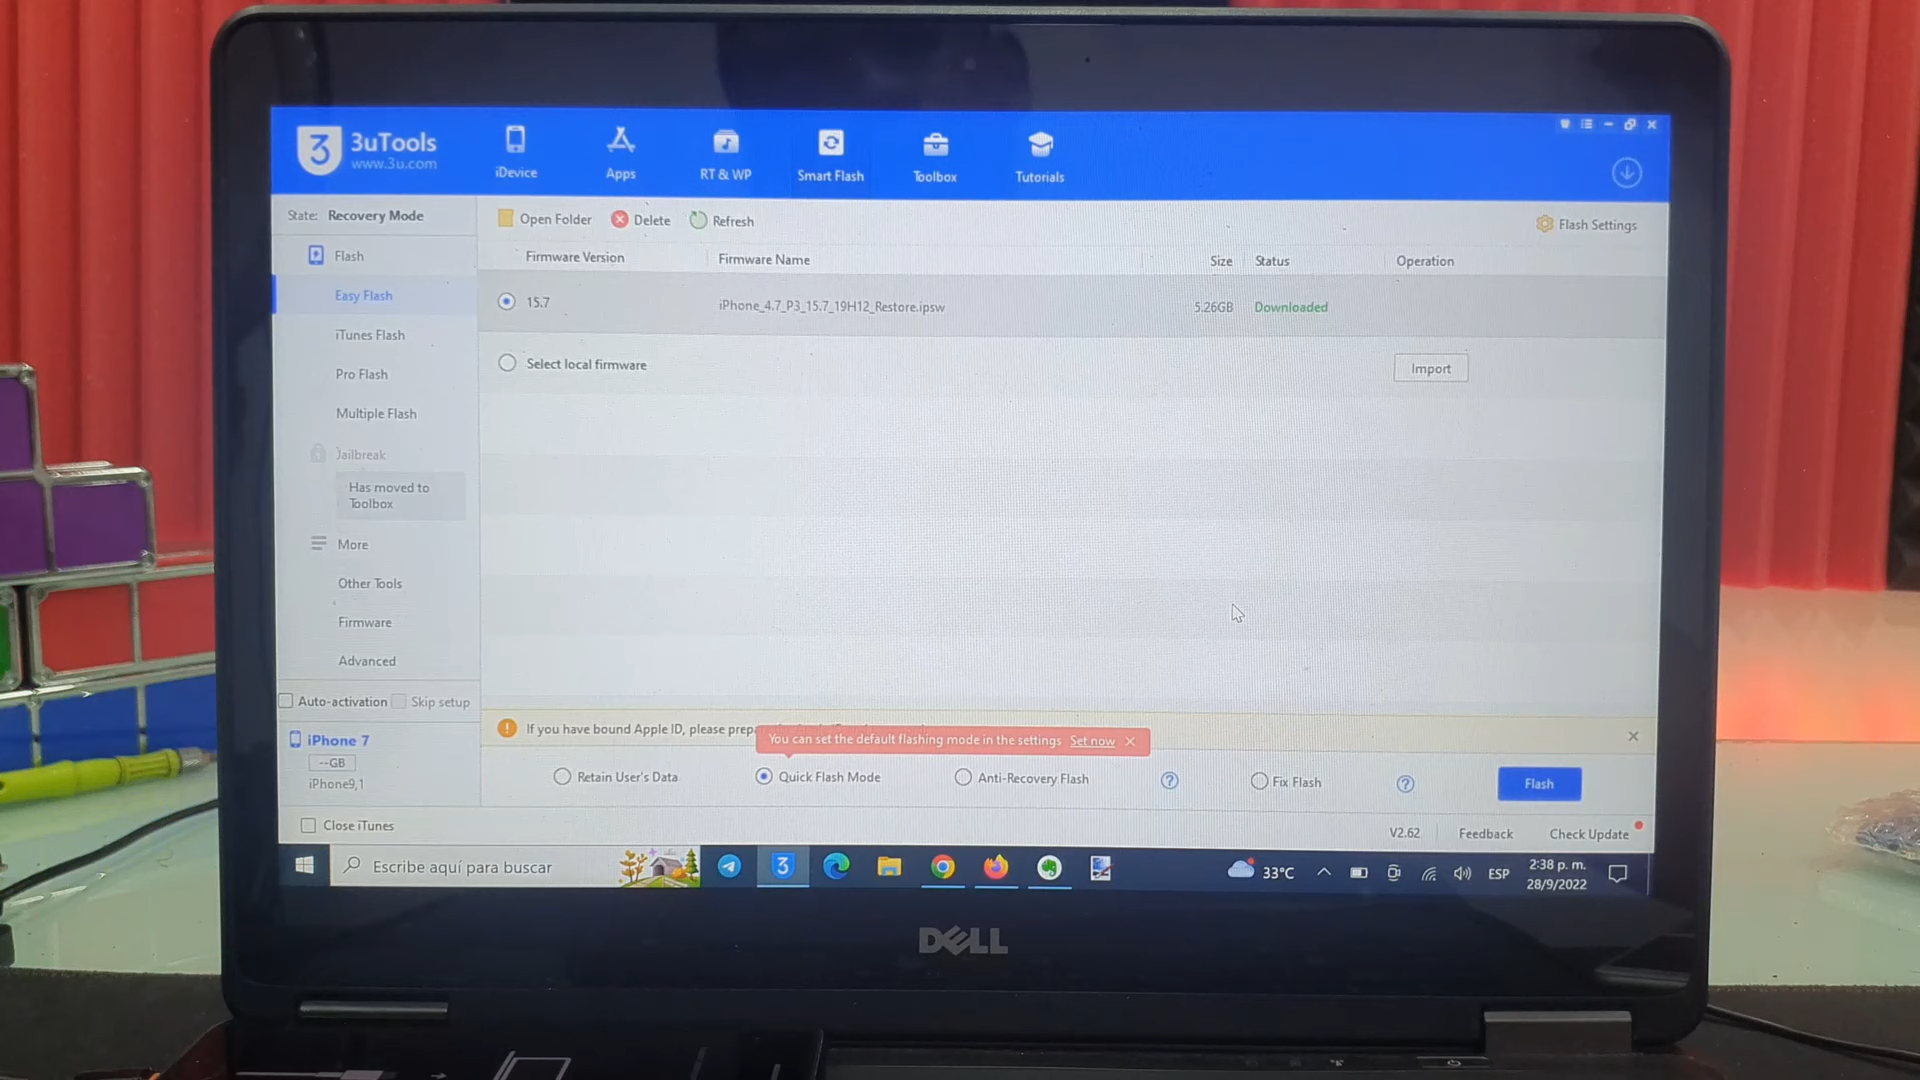 3 3uTools
www.3u.com
iDevice
Apps
RT & WP
Smart Flash
Toolbox
Tutorials
State: Recovery Mode
Open Folder
Delete
Refresh
Flash Settings
Flash
Firmware Version
Firmware Name
Size
Status
Operation
Easy Flash
15.7
iPhone_4.7_P3_15.7_19H12_Restore.ipsw
5.26GB
Downloaded
iTunes Flash
Select local firmware
Import
Pro Flash
Multiple Flash
Jailbreak
Has moved to
Toolbox
More
Other Tools
Firmware
Advanced
Auto-activation
Skip setup
If you have bound Apple ID, please
You can set the default flashing mode in the settings Set now
iPhone 7
--GB
iPhone9,1
Retain User's Data
Quick Flash Mode
Anti-Recovery Flash
Fix Flash
Flash
Close iTunes
V2.62
Feedback
Check Update
Escribe aquí para buscar
3
33°C
ESP
2:38 p. m.
28/9/2022
DELL